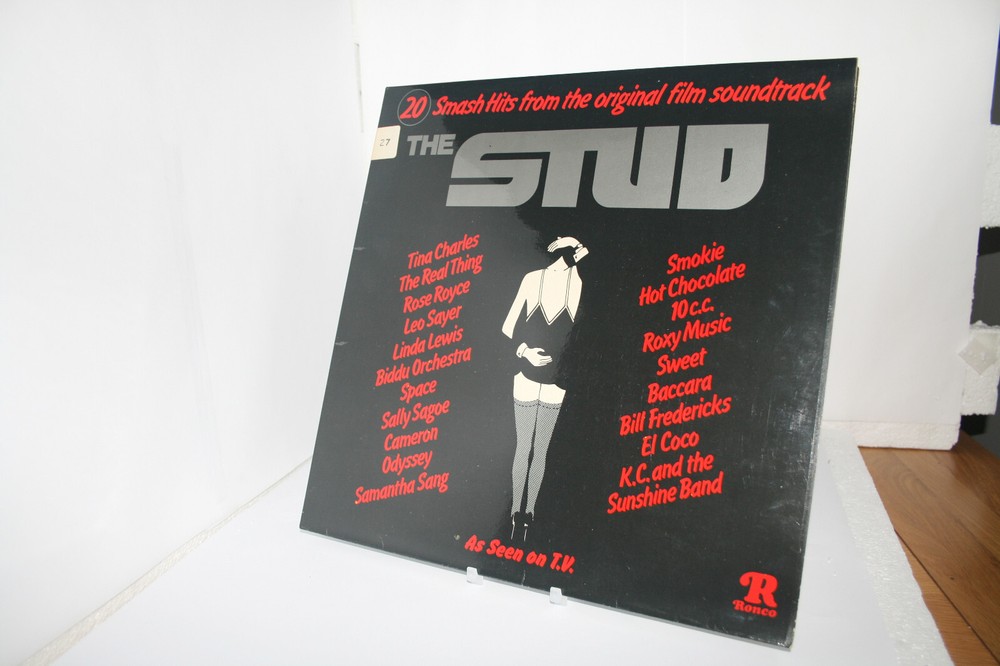 20 Smash Hits from the original film soundtrack
27
THE STUD
Tina Charles
The Real Thing
Rose Royce
Leo Sayer
Linda Lewis
Biddu Orchestra
Space
Sally Sagoe
Cameron
Odyssey
Samantha Sang
Smokie
Hot Chocolate
10 c.c.
Roxy Music
Sweet
Baccara
Bill Fredericks
El Coco
K.C. and the
Sunshine Band
As Seen on T.V.
R
Ronco